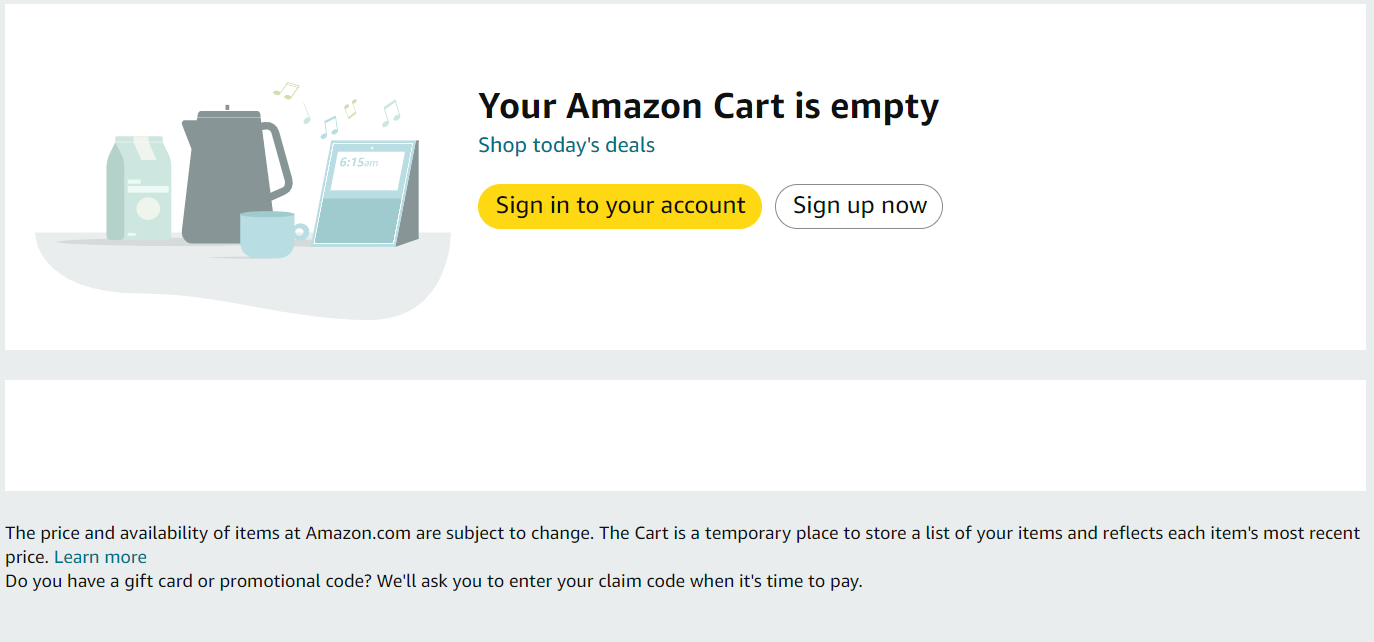 Your Amazon Cart is empty
Shop today's deals
6:15am
Sign in to your account
Sign up now
The price and availability of items at Amazon.com are subject to change. The Cart is a temporary place to store a list of your items and reflects each item's most recent
price. Learn more
Do you have a gift card or promotional code? We'll ask you to enter your claim code when it's time to pay.